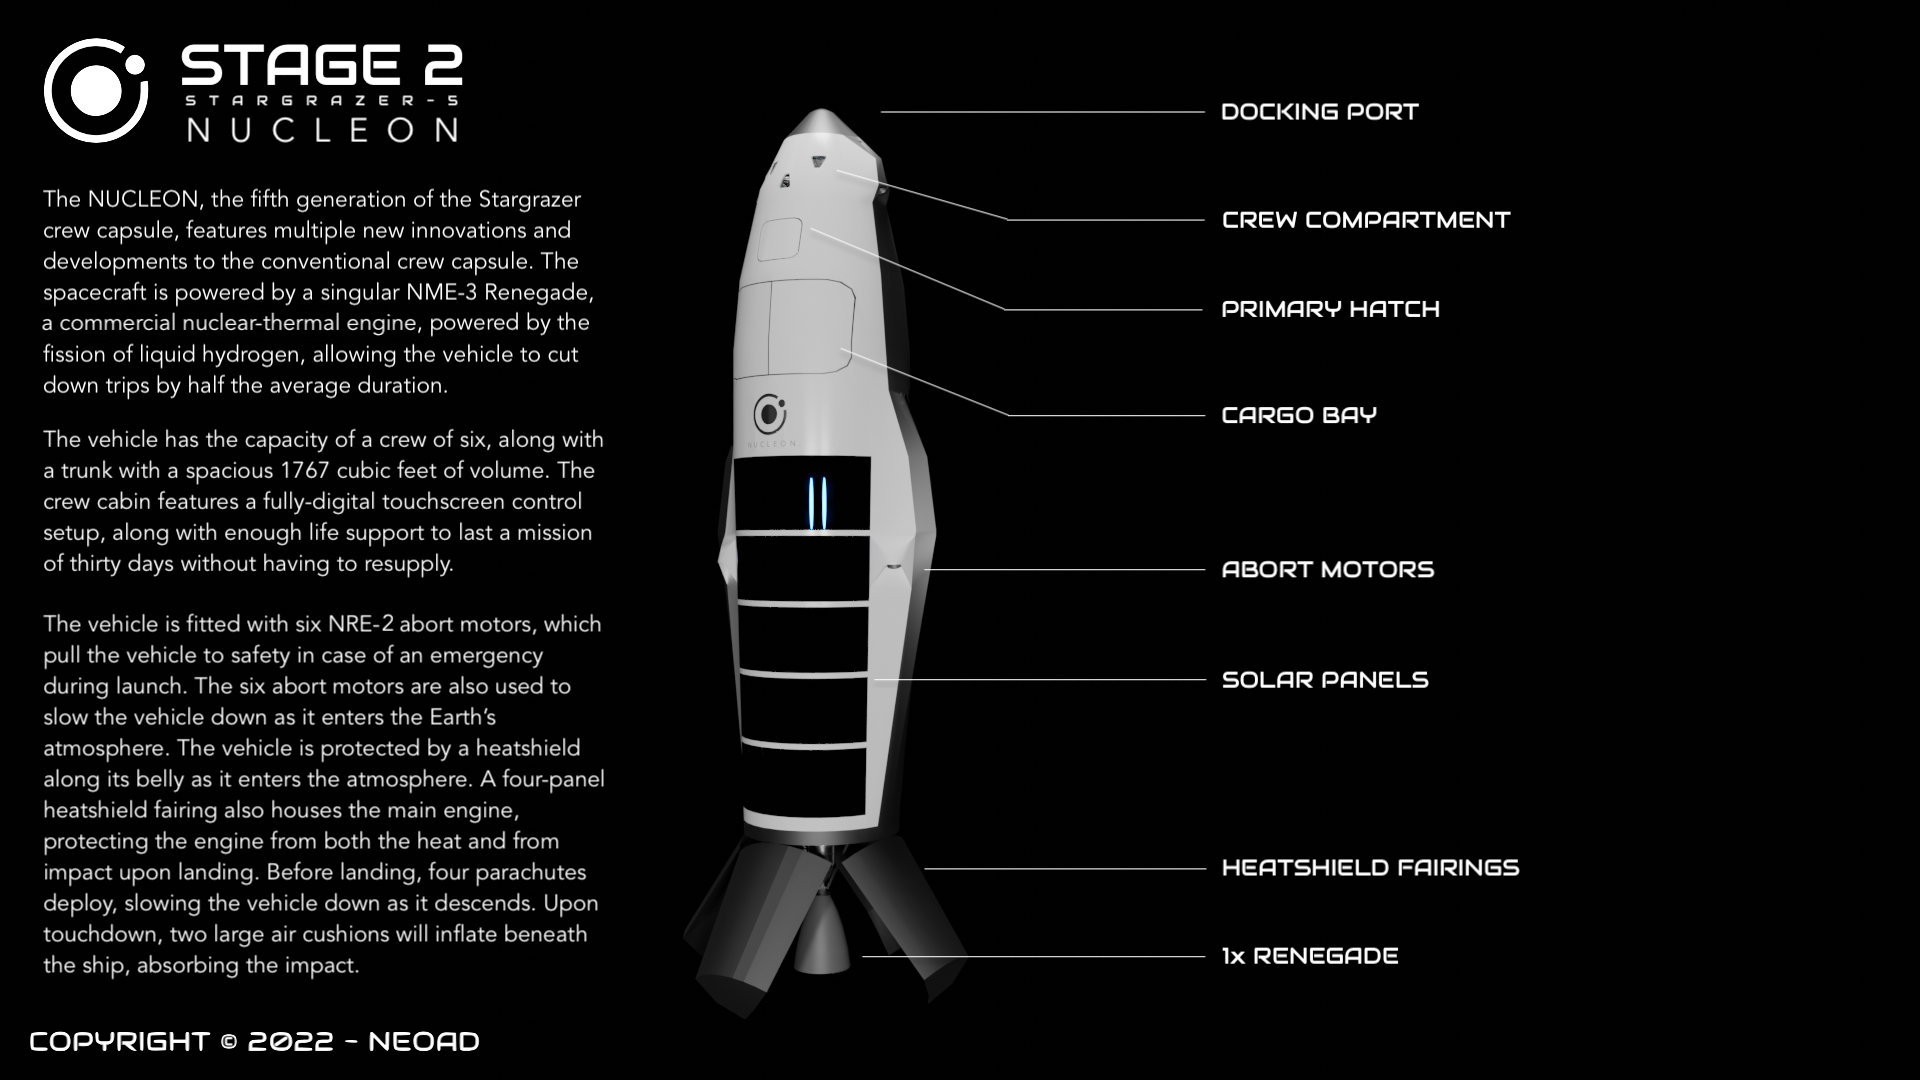 STAGE 2
STARGRAZER-5
NUCLEON
The NUCLEON, the fifth generation of the Stargrazer
crew capsule, features multiple new innovations and
developments to the conventional crew capsule. The
spacecraft is powered by a singular NME-3 Renegade,
a commercial nuclear-thermal engine, powered by the
fission of liquid hydrogen, allowing the vehicle to cut
down trips by half the average duration.
The vehicle has the capacity of a crew of six, along with
a trunk with a spacious 1767 cubic feet of volume. The
crew cabin features a fully-digital touchscreen control
setup, along with enough life support to last a mission
of thirty days without having to resupply.
The vehicle is fitted with six NRE-2 abort motors, which
pull the vehicle to safety in case of an emergency
during launch. The six abort motors are also used to
slow the vehicle down as it enters the Earth's
atmosphere. The vehicle is protected by a heatshield
along its belly as it enters the atmosphere. A four-panel
heatshield fairing also houses the main engine,
protecting the engine from both the heat and from
impact upon landing. Before landing, four parachutes
deploy, slowing the vehicle down as it descends. Upon
touchdown, two large air cushions will inflate beneath
the ship, absorbing the impact.
COPYRIGHT © 2022 - NEOAD
NUCLEON
DOCKING PORT
CREW COMPARTMENT
PRIMARY HATCH
CARGO BAY
ABORT MOTORS
SOLAR PANELS
HEATSHIELD FAIRINGS
1x RENEGADE